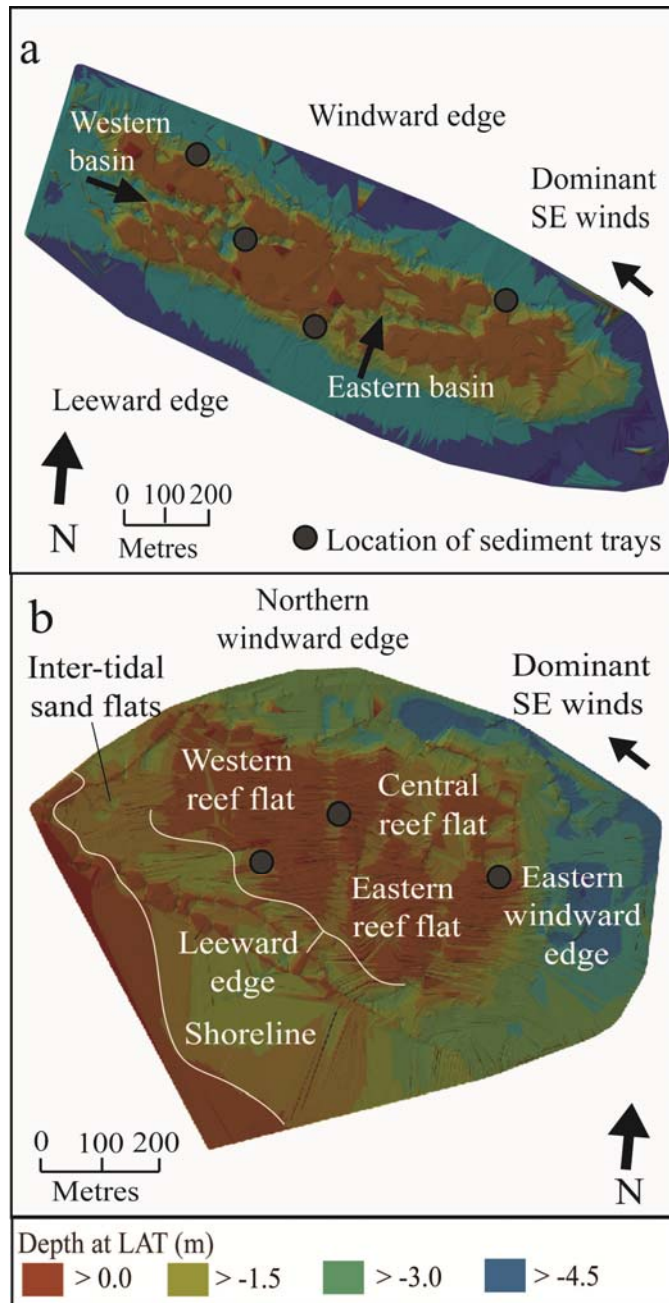 a
Western
basin
Windward edge
Dominant
SE winds
Eastern basin
Leeward edge
N
0 100 200
Metres
Location of sediment trays
b
Northern
windward edge
Inter-tidal
sand flats
Dominant
SE winds
Western
reef flat
Central
reef flat
Eastern
reef flat
Eastern
windward
edge
Leeward
edge
Shoreline
0 100 200
Metres
N
Depth at LAT (m)
> 0.0 > -1.5 > -3.0 > -4.5